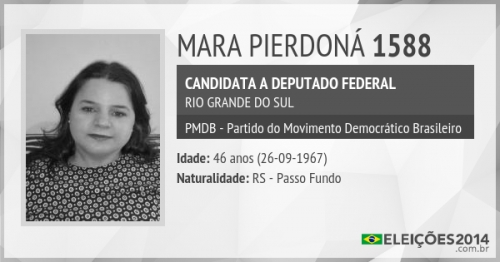 MARA PIERDONÁ 1588
CANDIDATA A DEPUTADO FEDERAL
RIO GRANDE DO SUL
PMDB - Partido do Movimento Democrático Brasileiro
Idade: 46 anos (26-09-1967)
Naturalidade: RS - Passo Fundo
ELEIÇÕES2014
.com.br